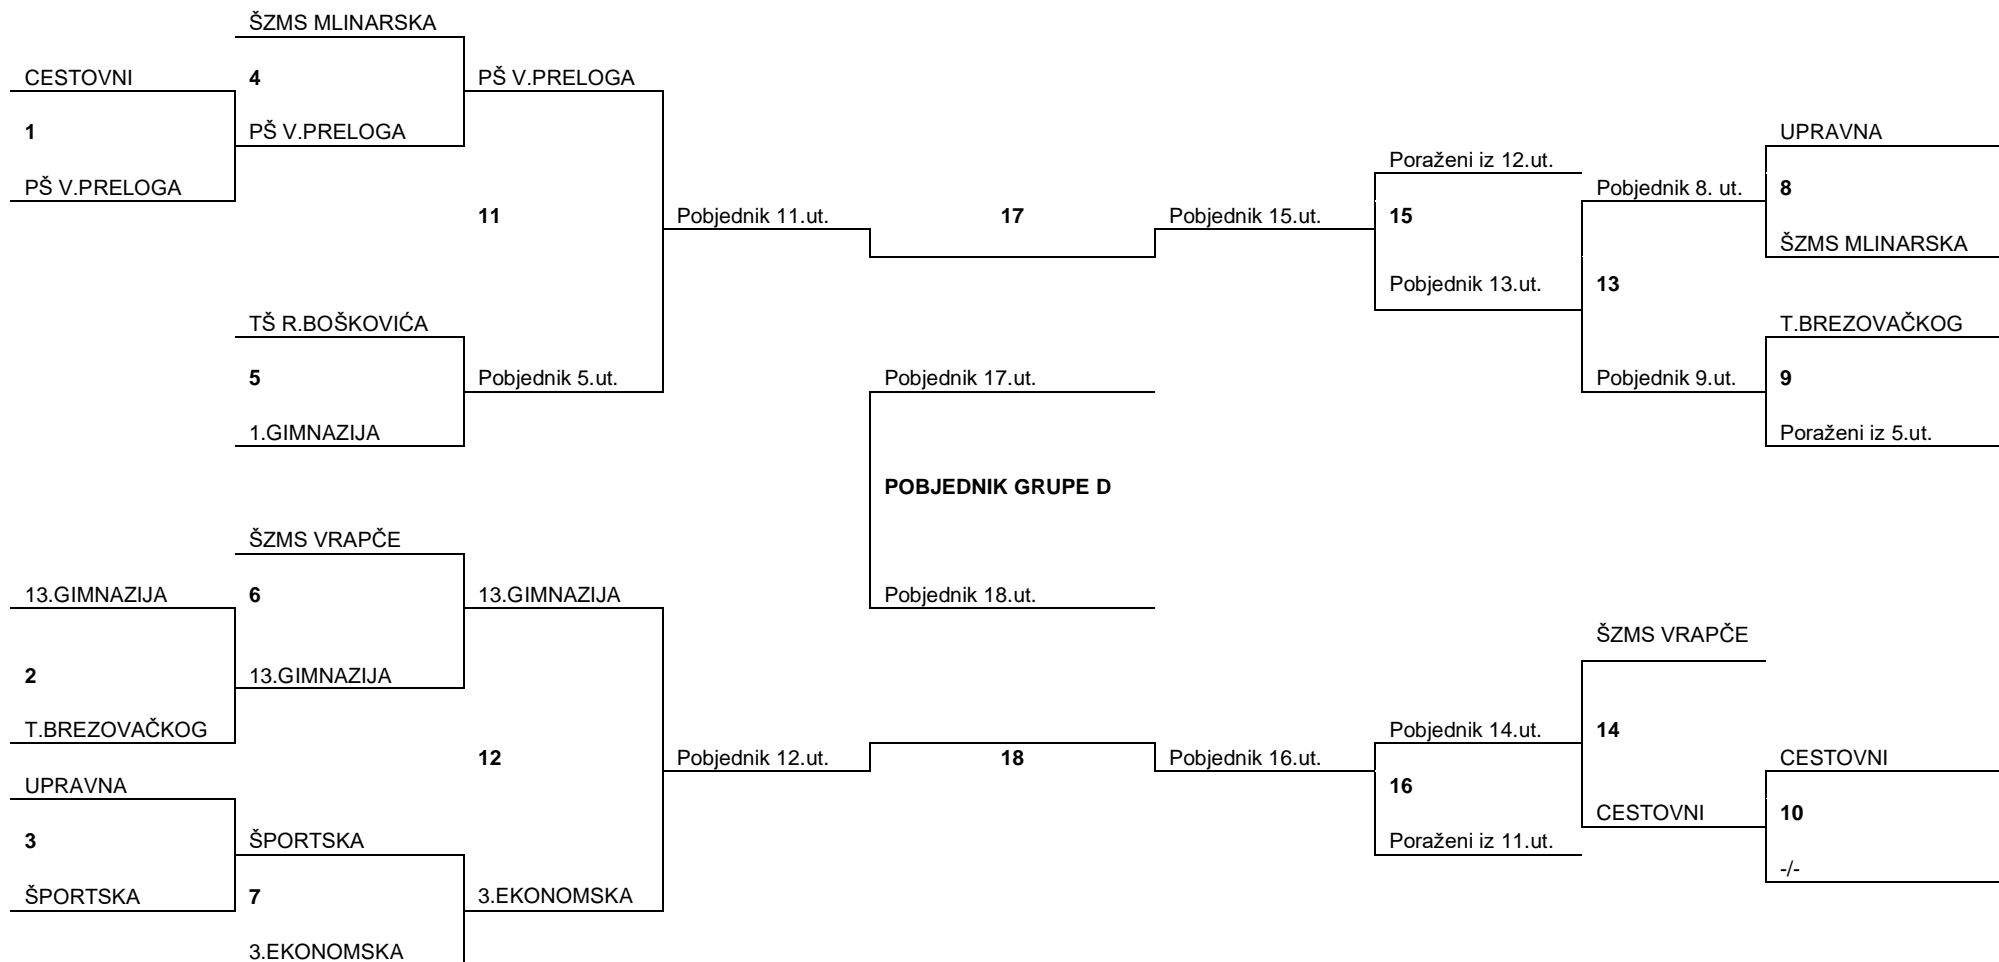 ŠZMS MLINARSKA
CESTOVNI 4 PŠ V.PRELOGA
1 PŠ V.PRELOGA UPRAVNA
Poraženi iz 12.ut.
PŠ V.PRELOGA Pobjednik 8. ut. 8
11 Pobjednik 11.ut. 17 Pobjednik 15.ut. 15
ŠZMS MLINARSKA
Pobjednik 13.ut. 13
TŠ R.BOŠKOVIĆA T.BREZOVAČKOG
5 Pobjednik 5.ut. Pobjednik 17.ut. Pobjednik 9.ut. 9
1.GIMNAZIJA Poraženi iz 5.ut.
POBJEDNIK GRUPE D
ŠZMS VRAPČE
13.GIMNAZIJA 6 13.GIMNAZIJA Pobjednik 18.ut.
ŠZMS VRAPČE
2 13.GIMNAZIJA
T.BREZOVAČKOG Pobjednik 14.ut. 14
12 Pobjednik 12.ut. 18 Pobjednik 16.ut. CESTOVNI
UPRAVNA 16
CESTOVNI 10
3 ŠPORTSKA Poraženi iz 11.ut.
-/-
ŠPORTSKA 7 3.EKONOMSKA
3.EKONOMSKA